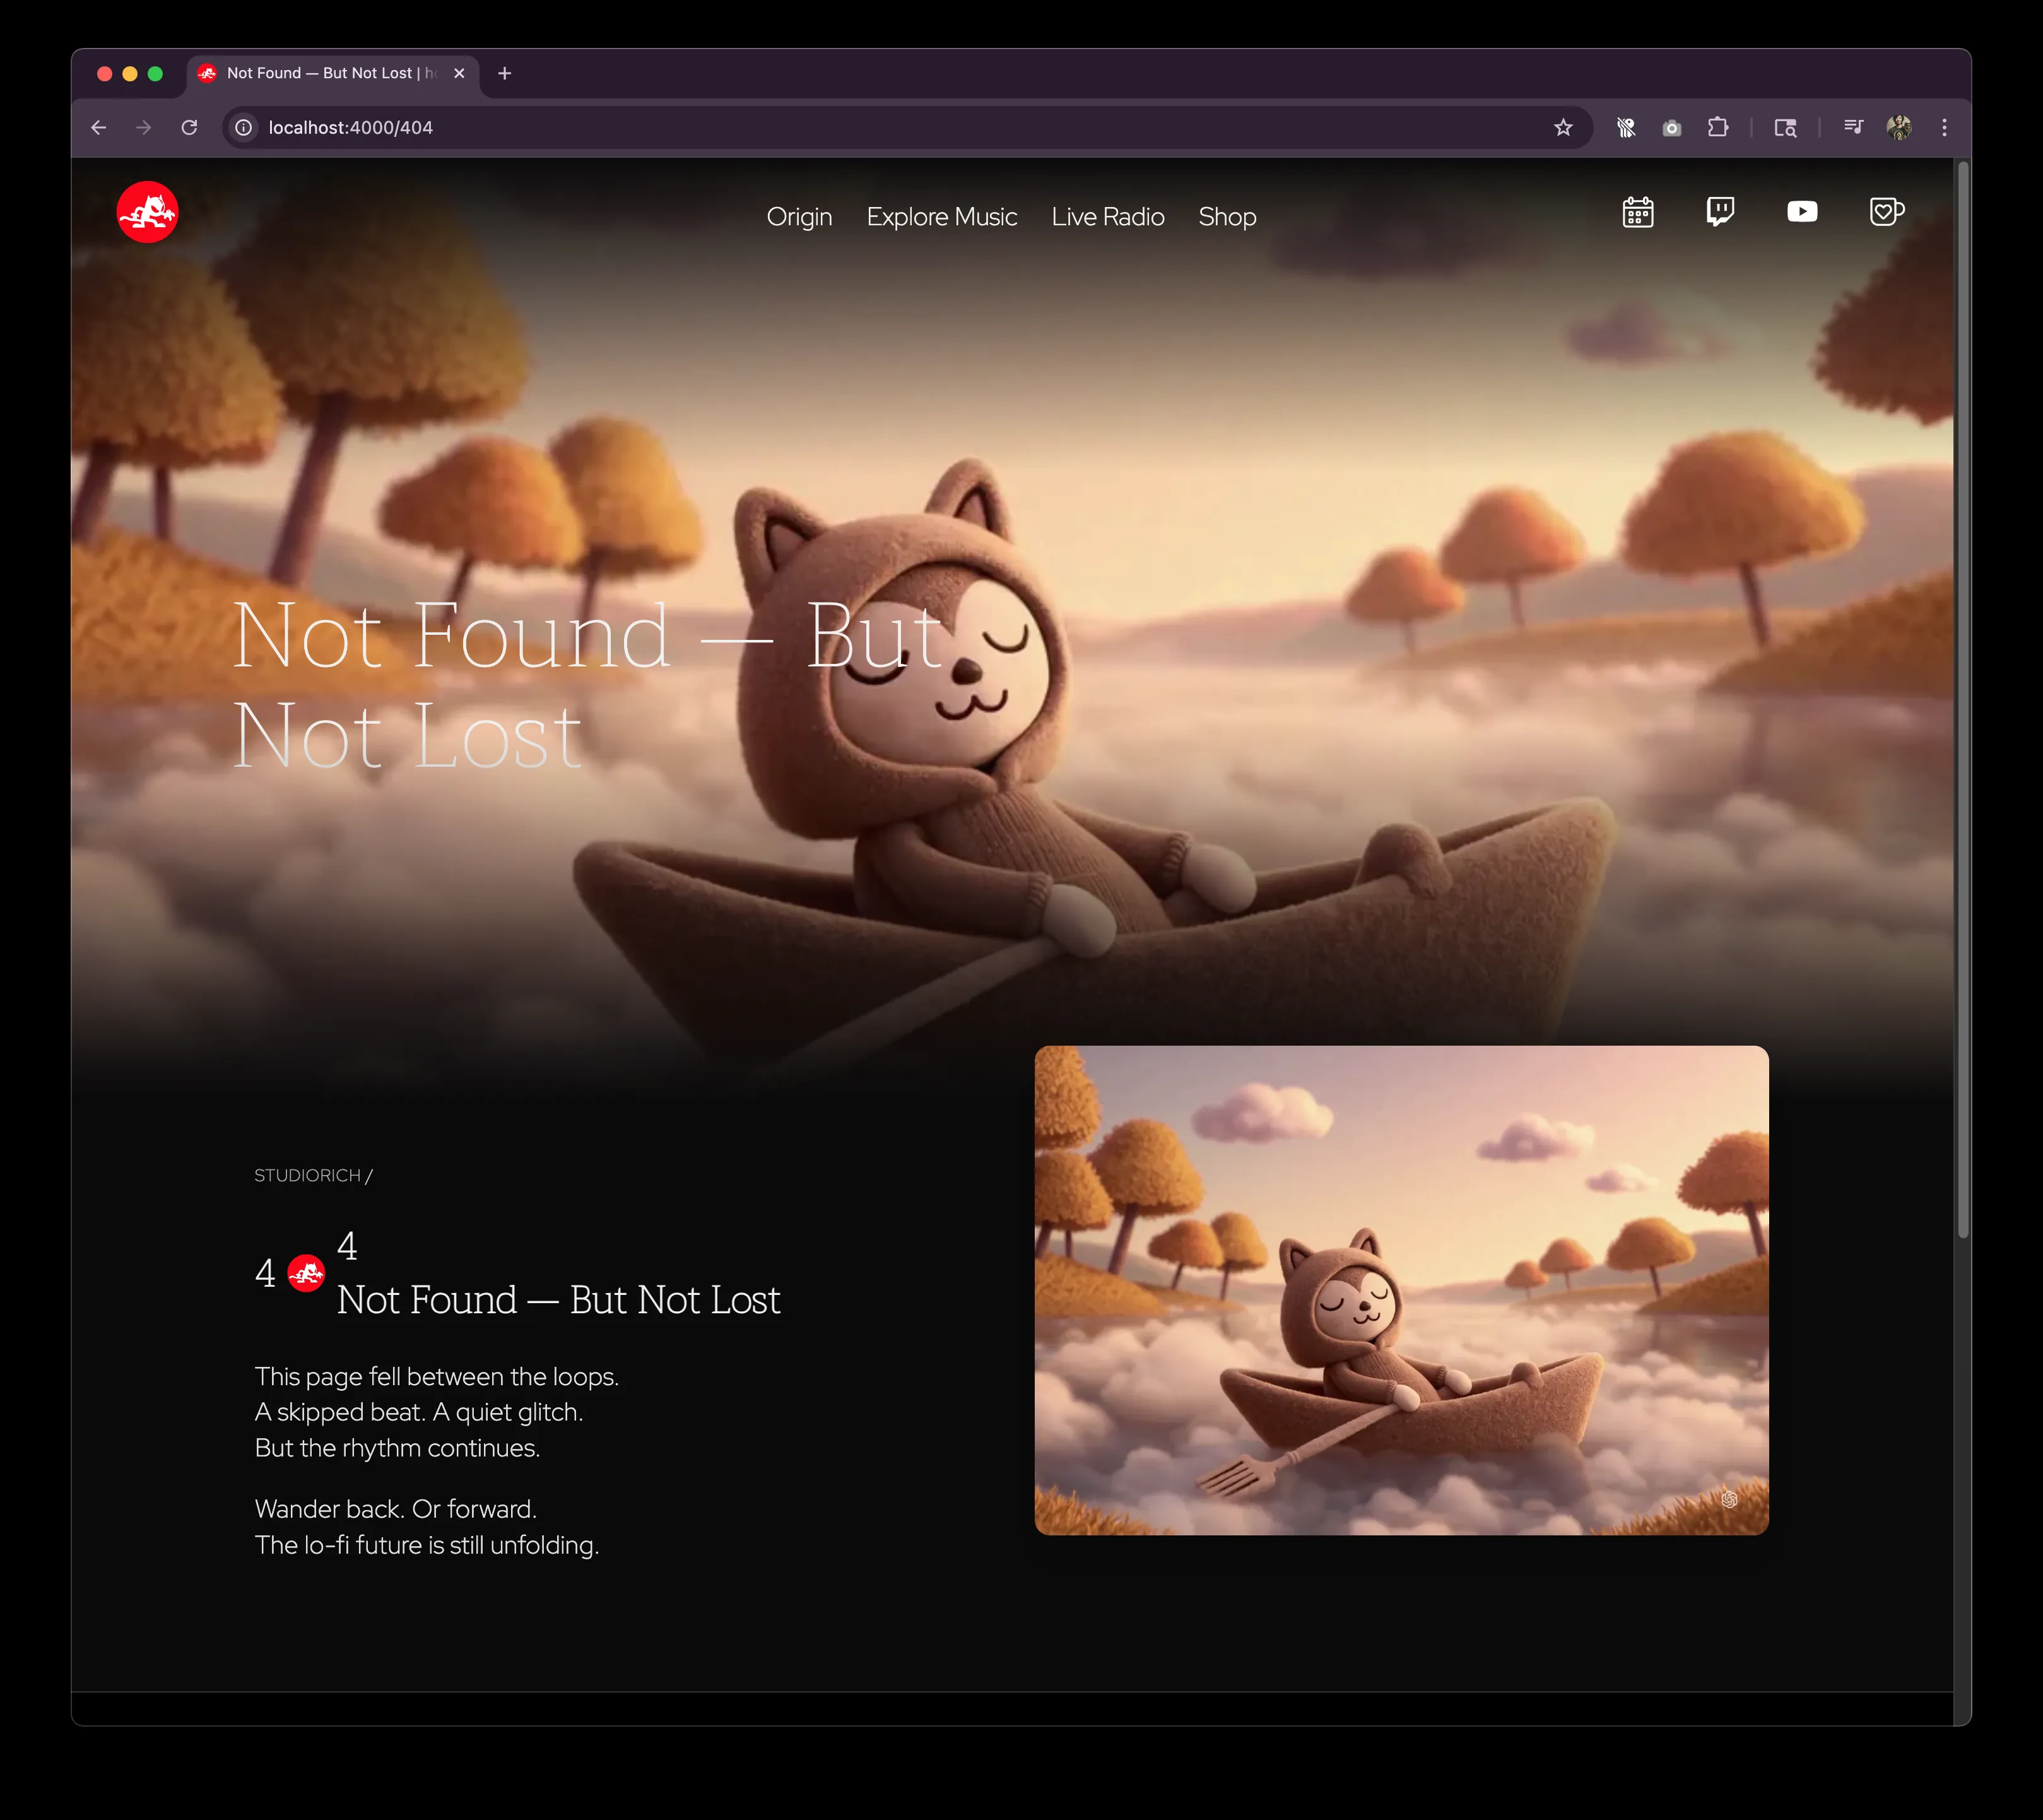 Not Found — But Not Lost | h
localhost:4000/404
Origin Explore Music Live Radio Shop
Not Found — But
Not Lost
STUDIORICH /
4 4
Not Found — But Not Lost
This page fell between the loops.
A skipped beat. A quiet glitch.
But the rhythm continues.
Wander back. Or forward.
The lo-fi future is still unfolding.